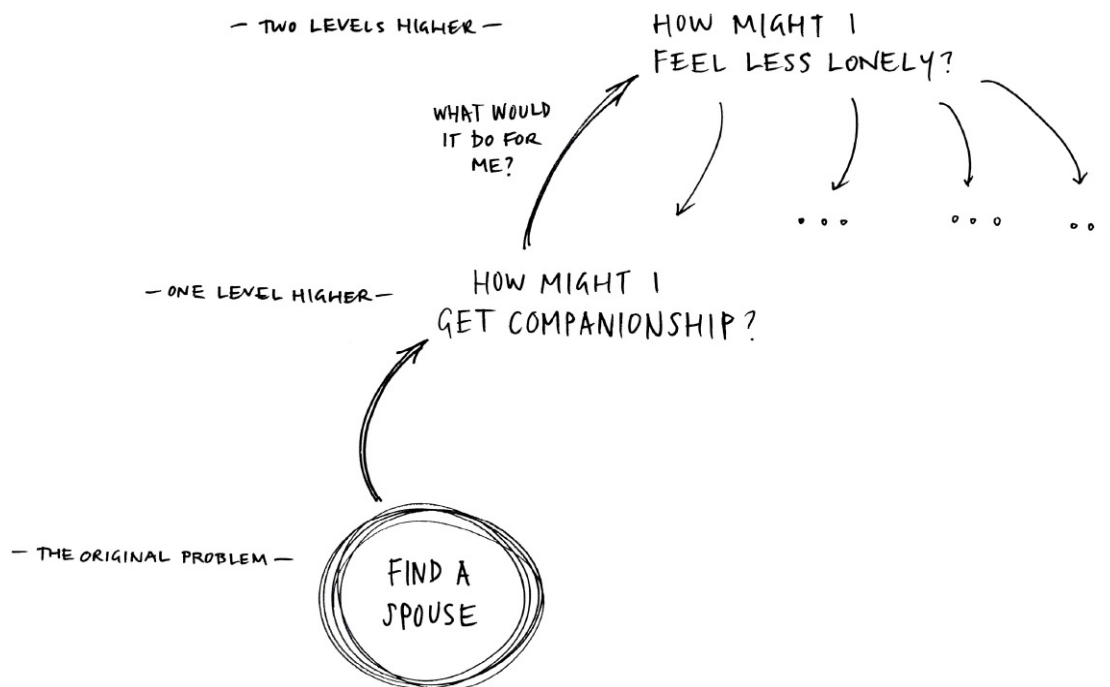 — TWO LEVELS HIGHER —
HOW MIGHT I
FEEL LESS LONELY?
WHAT WOULD
IT DO FOR
ME?
• • •
o o o
o o
— ONE LEVEL HIGHER —
HOW MIGHT I
GET COMPANIONSHIP?
— THE ORIGINAL PROBLEM —
FIND A
SPOUSE